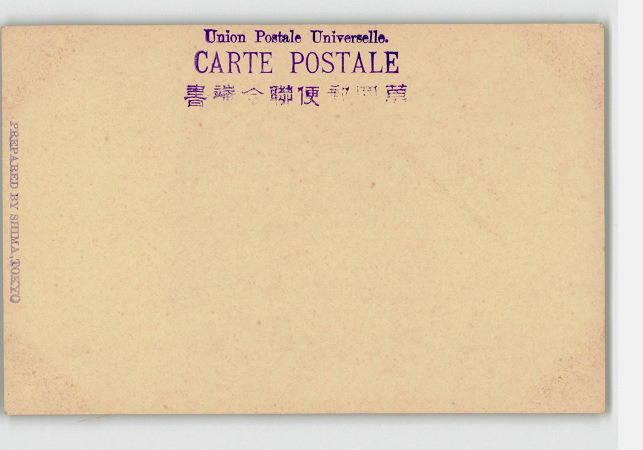 Union Postale Universelle.
CARTE POSTALE
萬國郵便聯合端書
PREPARED BY SHIMA, TOKYO